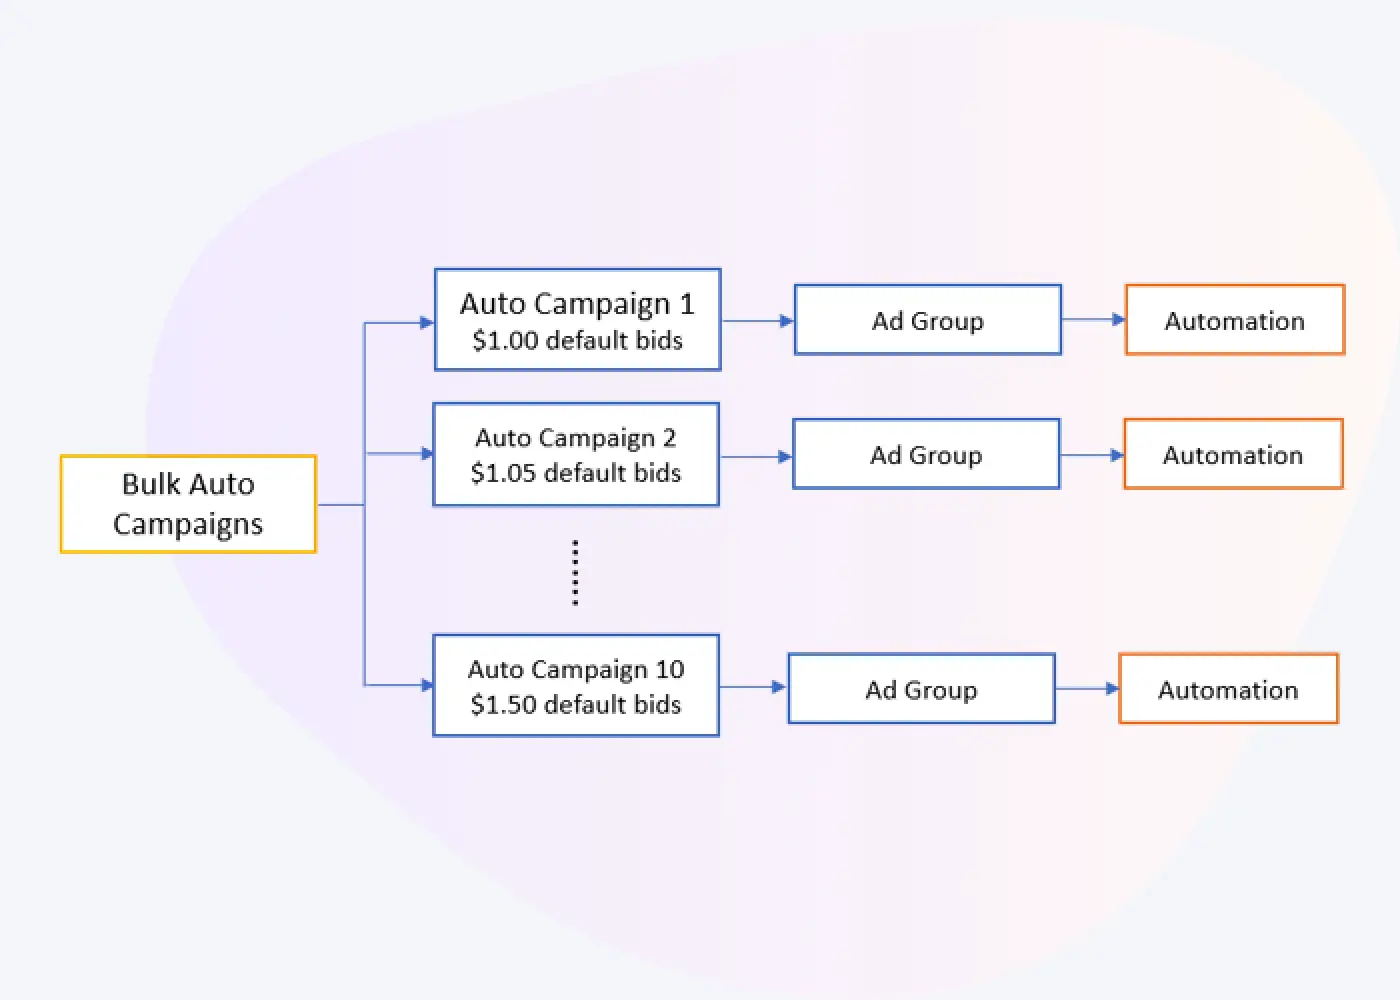 Auto Campaign 1
$1.00 default bids
Ad Group
Automation
Auto Campaign 2
$1.05 default bids
Ad Group
Automation
Bulk Auto
Campaigns
Auto Campaign 10
$1.50 default bids
Ad Group
Automation